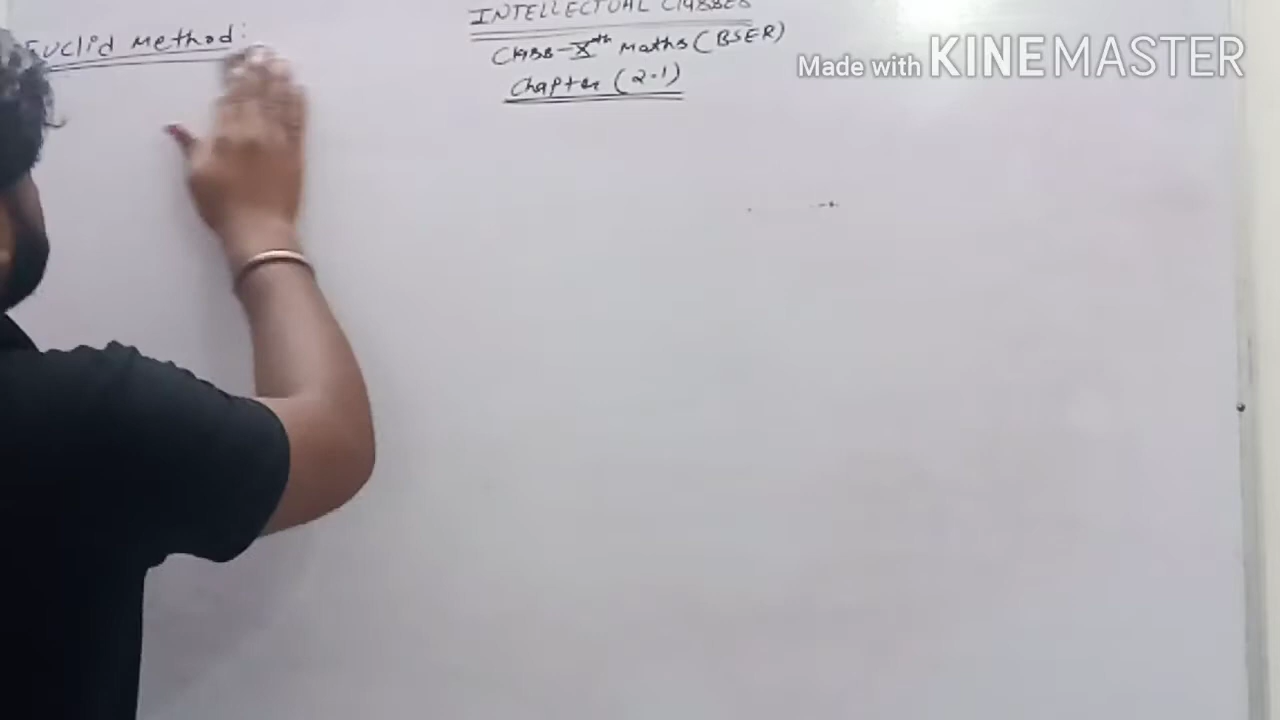 INTELLECTUAL CLASSES
Euclid Method:
Class-Xth Maths (BSER)
Chapter (2.1)
Made with KINEMASTER